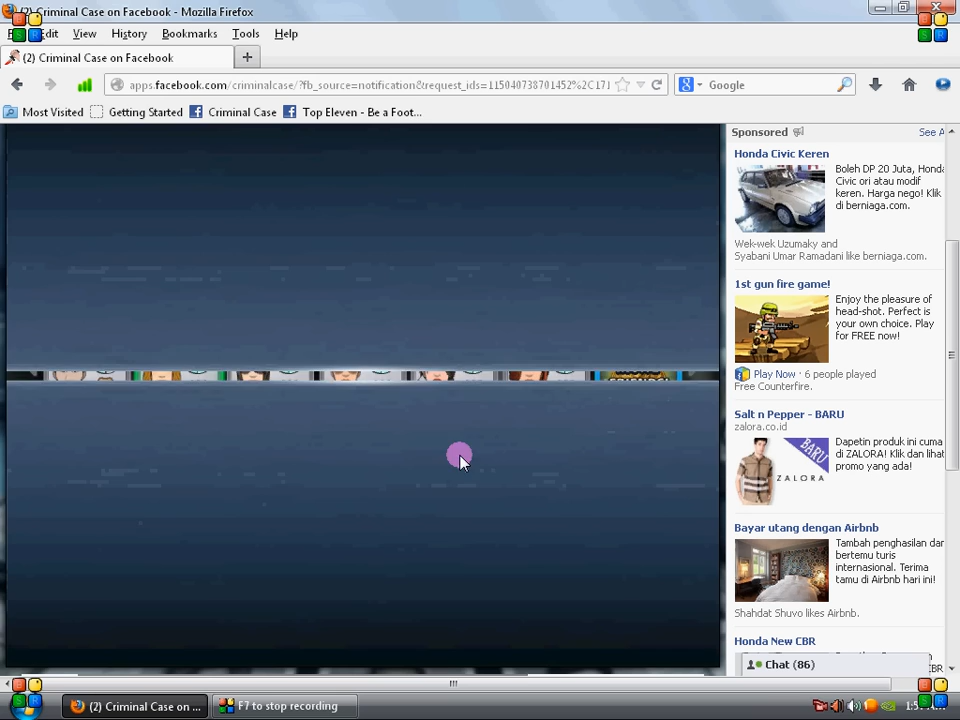 (2) Criminal Case on Facebook - Mozilla Firefox
View History Bookmarks Tools Help
(2) Criminal Case on Facebook
apps.facebook.com/criminalcase/?fb_source=notification&request_ids=115040738701452%2C171
Google
Most Visited Getting Started Criminal Case Top Eleven - Be a Foot...
Sponsored See A
Honda Civic Keren
Boleh DP 20 Juta, Honda
Civic ori atau modif
keren. Harga nego! Klik
di berniaga.com.
Wek-wek Uzumaky and
Syabani Umar Ramadani like berniaga.com.
1st gun fire game!
Enjoy the pleasure of
head-shot. Perfect is
your own choice. Play
for FREE now!
Play Now · 6 people played
Free Counterfire.
Salt n Pepper - BARU
zalora.co.id
BARU
ZALORA
Dapetin produk ini cuma
di ZALORA! Klik dan lihat
promo yang ada!
Bayar utang dengan Airbnb
Tambah penghasilan dan
bertemu turis
internasional. Terima
tamu di Airbnb hari ini!
Shahdat Shuvo likes Airbnb.
Honda New CBR
CBR
Chat (86)
(2) Criminal Case on ...
F7 to stop recording